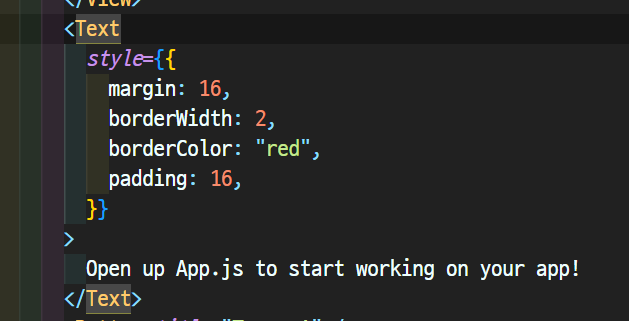 </View>
<Text
style={{
margin: 16,
borderWidth: 2,
borderColor: "red",
padding: 16,
}}
>
Open up App.js to start working on your app!
</Text>